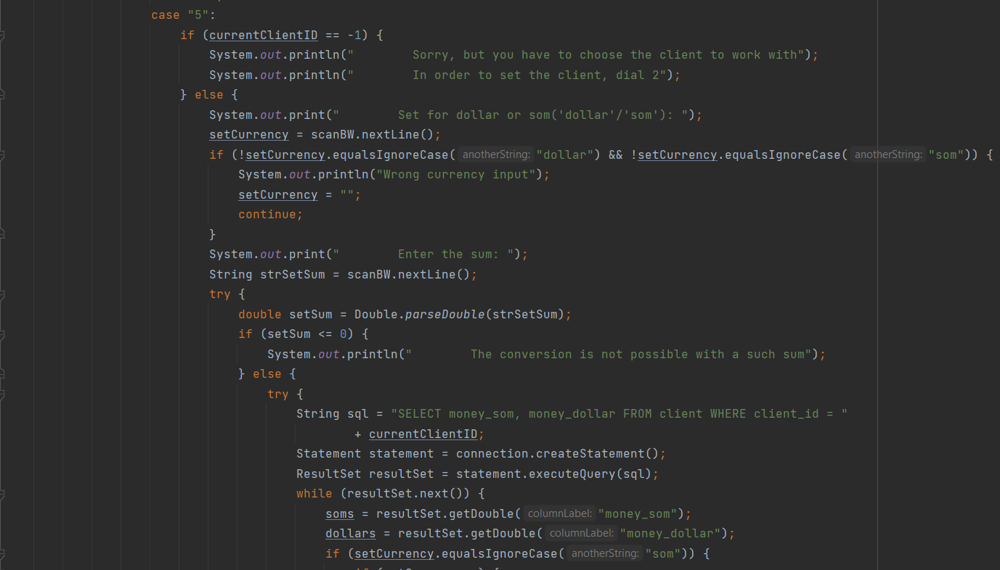 case "5":
if (currentClientID == -1) {
System.out.println("        Sorry, but you have to choose the client to work with");
System.out.println("        In order to set the client, dial 2");
} else {
System.out.print("        Set for dollar or som('dollar'/'som'): ");
setCurrency = scanBW.nextLine();
if (!setCurrency.equalsIgnoreCase( anotherString: "dollar") && !setCurrency.equalsIgnoreCase( anotherString: "som")) {
System.out.println("Wrong currency input");
setCurrency = "";
continue;
}
System.out.print("        Enter the sum: ");
String strSetSum = scanBW.nextLine();
try {
double setSum = Double.parseDouble(strSetSum);
if (setSum <= 0) {
System.out.println("        The conversion is not possible with a such sum");
} else {
try {
String sql = "SELECT money_som, money_dollar FROM client WHERE client_id = "
+ currentClientID;
Statement statement = connection.createStatement();
ResultSet resultSet = statement.executeQuery(sql);
while (resultSet.next()) {
soms = resultSet.getDouble( columnLabel: "money_som");
dollars = resultSet.getDouble( columnLabel: "money_dollar");
if (setCurrency.equalsIgnoreCase( anotherString: "som")) {